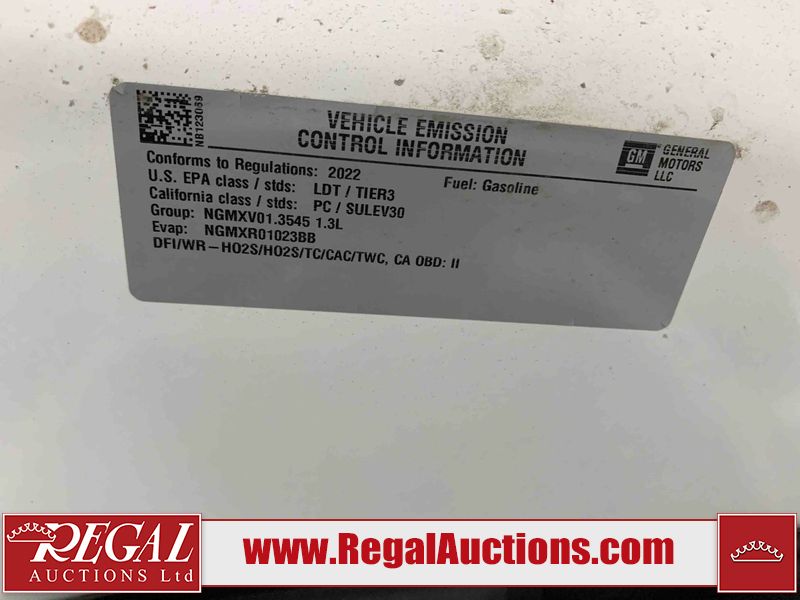 NB123089
VEHICLE EMISSION
CONTROL INFORMATION
GM
GENERAL
MOTORS
LLC
Conforms to Regulations: 2022
Fuel: Gasoline
U.S. EPA class / stds: LDT / TIER3
California class / stds: PC / SULEV30
Group: NGMXV01.3545 1.3L
Evap: NGMXR01023BB
DFI/WR-HO2S/HO2S/TC/CAC/TWC, CA OBD: II
REGAL
AUCTIONS Ltd
www.RegalAuctions.com